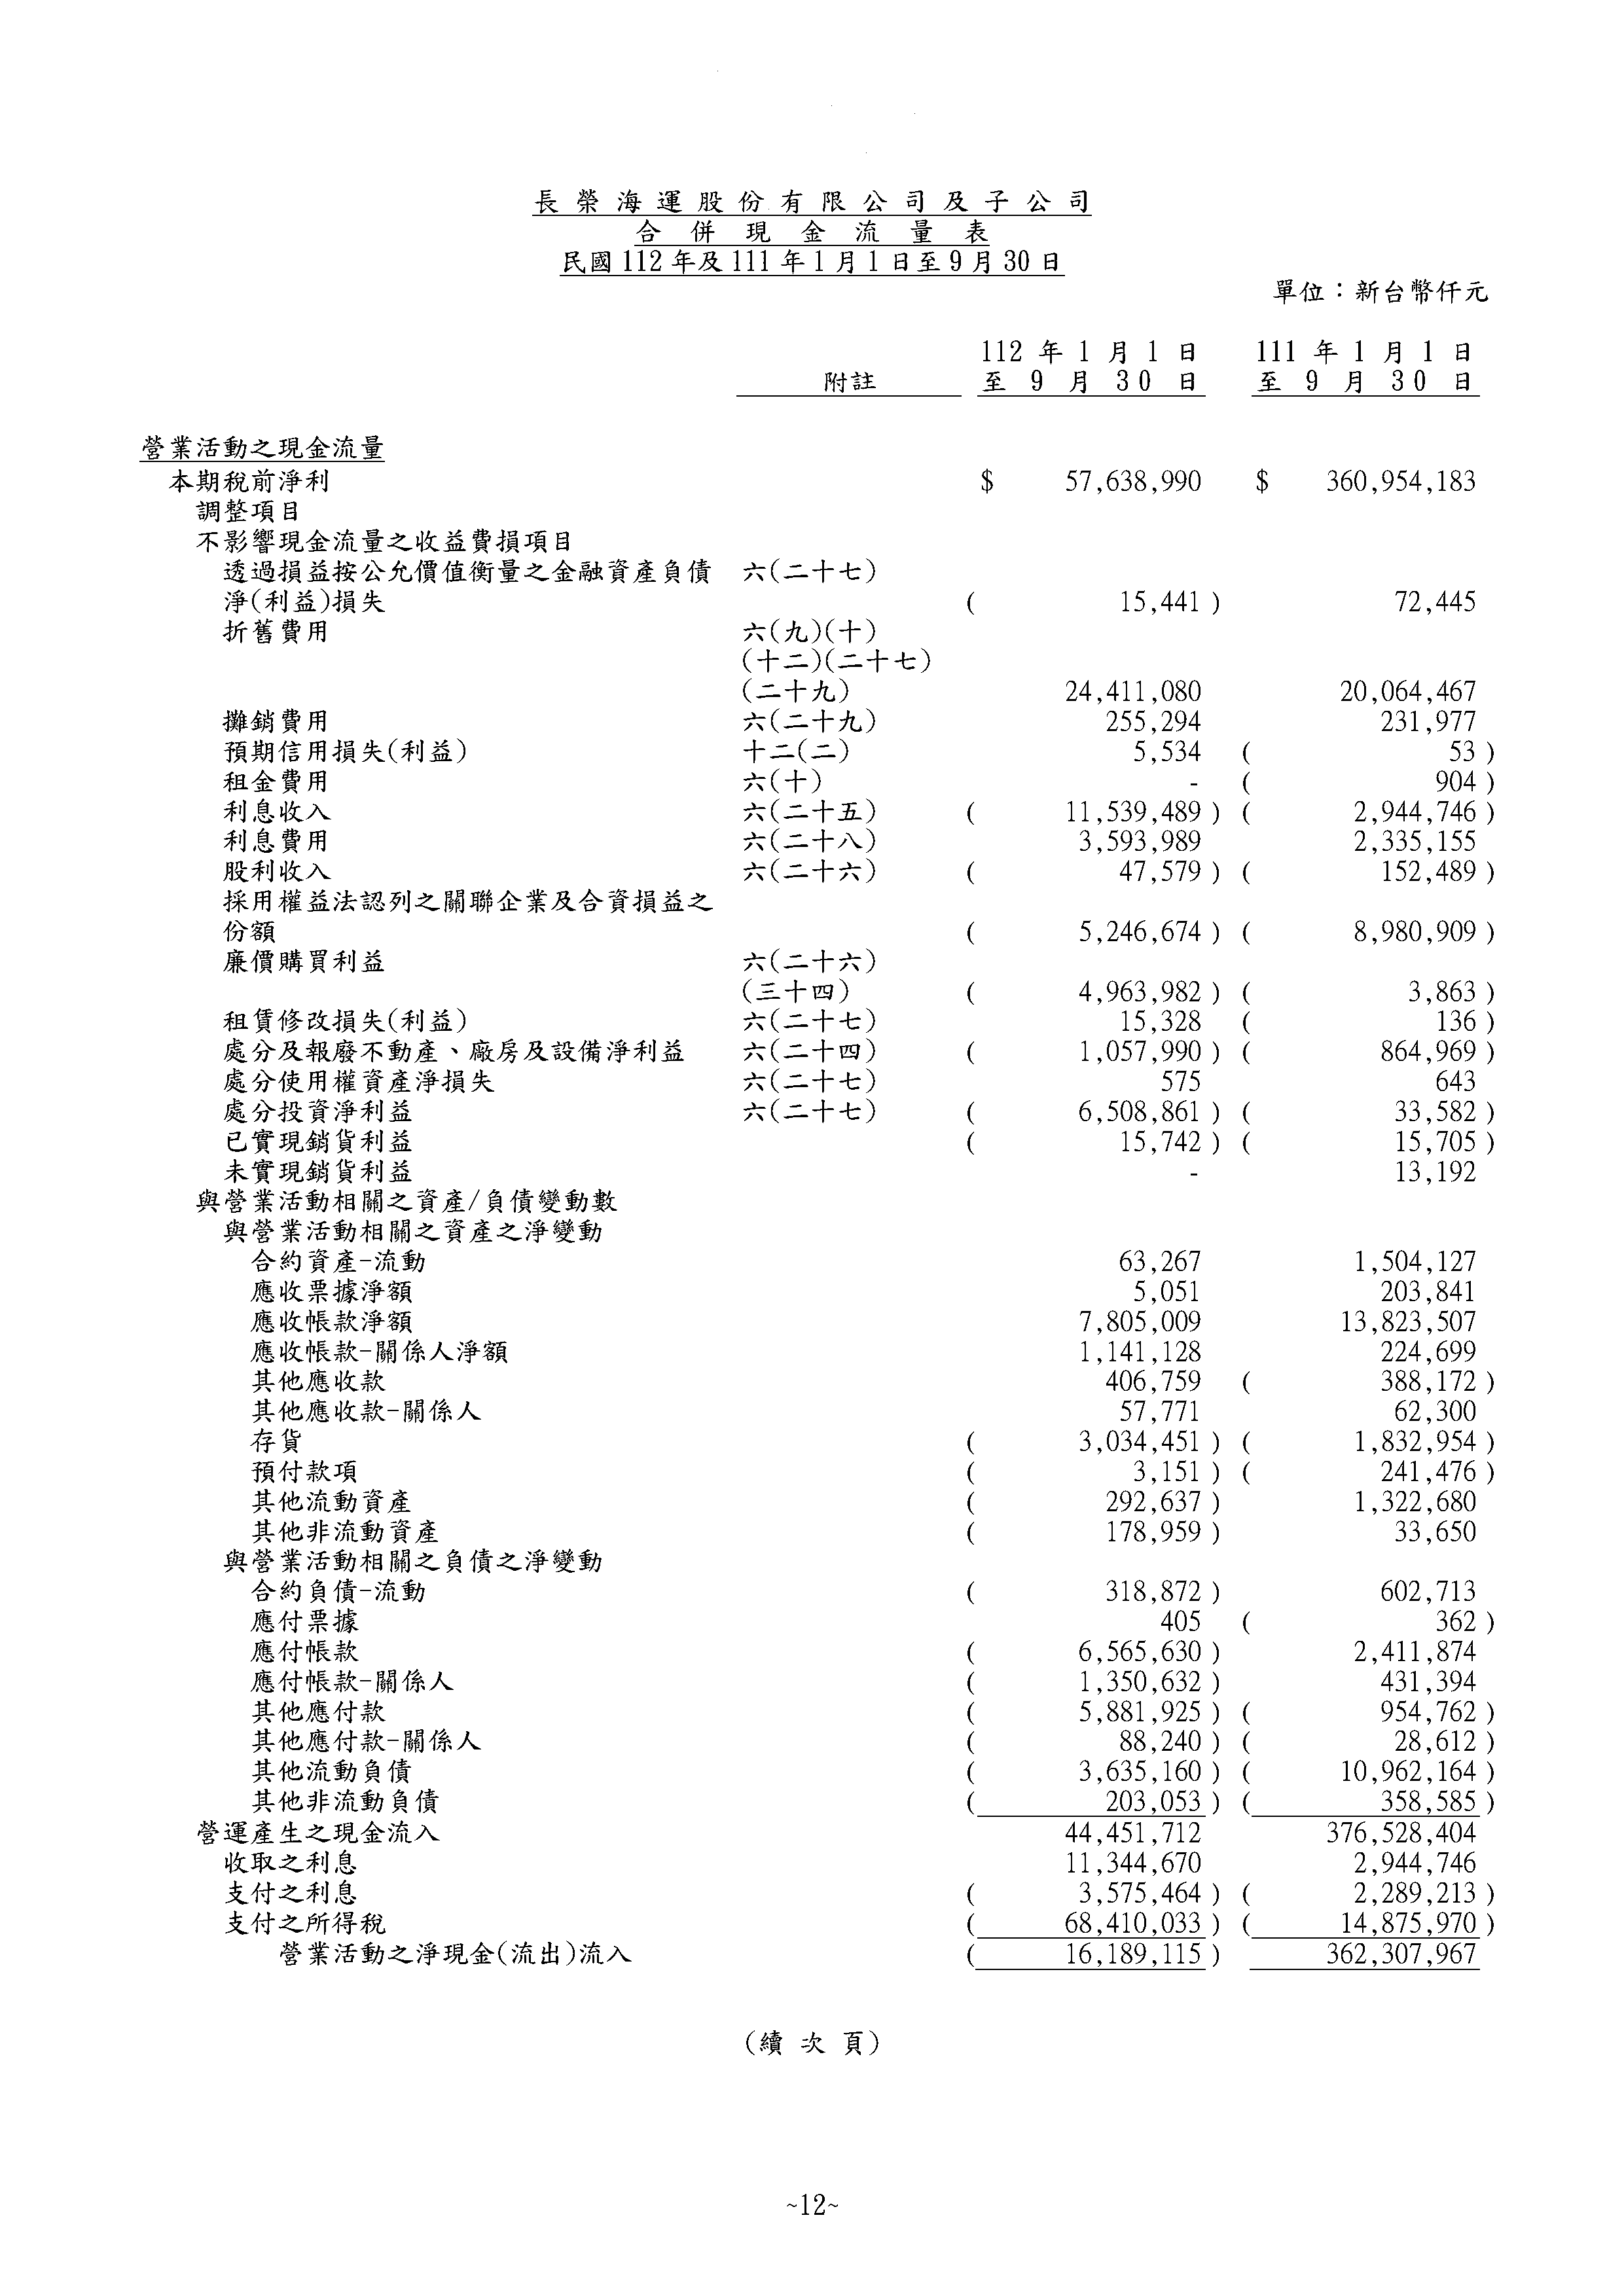 長榮海運股份有限公司及子公司
合併現金流量表
民國112年及111年1月1日至9月30日
單位：新台幣仟元
112 年 1 月 1 日 111 年 1 月 1 日
附註 至 9 月 30 日 至 9 月 30 日
營業活動之現金流量
本期稅前淨利 $ 57,638,990 $ 360,954,183
調整項目
不影響現金流量之收益費損項目
透過損益按公允價值衡量之金融資產負債 六(二十七)
淨(利益)損失 ( 15,441 ) 72,445
折舊費用 六(九)(十)
(十二)(二十七)
(二十九) 24,411,080 20,064,467
攤銷費用 六(二十九) 255,294 231,977
預期信用損失(利益) 十二(二) 5,534 ( 53 )
租金費用 六(十) - ( 904 )
利息收入 六(二十五) ( 11,539,489 ) ( 2,944,746 )
利息費用 六(二十八) 3,593,989 2,335,155
股利收入 六(二十六) ( 47,579 ) ( 152,489 )
採用權益法認列之關聯企業及合資損益之
份額 ( 5,246,674 ) ( 8,980,909 )
廉價購買利益 六(二十六)
(三十四) ( 4,963,982 ) ( 3,863 )
租賃修改損失(利益) 六(二十七) 15,328 ( 136 )
處分及報廢不動產、廠房及設備淨利益 六(二十四) ( 1,057,990 ) ( 864,969 )
處分使用權資產淨損失 六(二十七) 575 643
處分投資淨利益 六(二十七) ( 6,508,861 ) ( 33,582 )
已實現銷貨利益 ( 15,742 ) ( 15,705 )
未實現銷貨利益 - 13,192
與營業活動相關之資產/負債變動數
與營業活動相關之資產之淨變動
合約資產-流動 63,267 1,504,127
應收票據淨額 5,051 203,841
應收帳款淨額 7,805,009 13,823,507
應收帳款-關係人淨額 1,141,128 224,699
其他應收款 406,759 ( 388,172 )
其他應收款-關係人 57,771 62,300
存貨 ( 3,034,451 ) ( 1,832,954 )
預付款項 ( 3,151 ) ( 241,476 )
其他流動資產 ( 292,637 ) 1,322,680
其他非流動資產 ( 178,959 ) 33,650
與營業活動相關之負債之淨變動
合約負債-流動 ( 318,872 ) 602,713
應付票據 405 ( 362 )
應付帳款 ( 6,565,630 ) 2,411,874
應付帳款-關係人 ( 1,350,632 ) 431,394
其他應付款 ( 5,881,925 ) ( 954,762 )
其他應付款-關係人 ( 88,240 ) ( 28,612 )
其他流動負債 ( 3,635,160 ) ( 10,962,164 )
其他非流動負債 ( 203,053 ) ( 358,585 )
營運產生之現金流入 44,451,712 376,528,404
收取之利息 11,344,670 2,944,746
支付之利息 ( 3,575,464 ) ( 2,289,213 )
支付之所得稅 ( 68,410,033 ) ( 14,875,970 )
營業活動之淨現金(流出)流入 ( 16,189,115 ) 362,307,967
(續 次 頁)
~12~